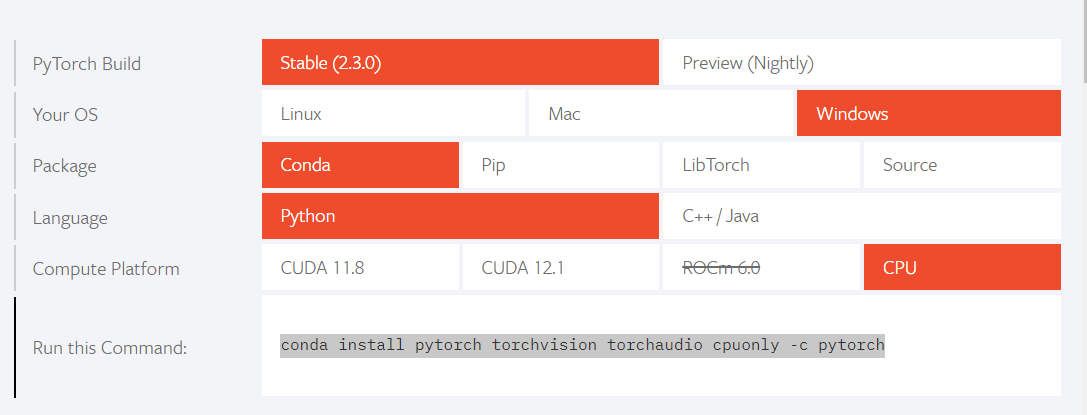 PyTorch Build Stable (2.3.0) Preview (Nightly)
Your OS Linux Mac Windows
Package Conda Pip LibTorch Source
Language Python C++ / Java
Compute Platform CUDA 11.8 CUDA 12.1 ROCm 6.0 CPU
Run this Command: conda install pytorch torchvision torchaudio cpuonly -c pytorch